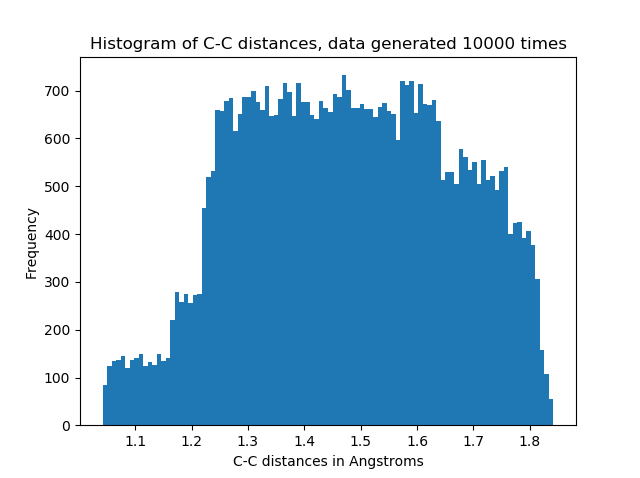 Histogram of C-C distances, data generated 10000 times
700
600
500
400
300
200
100
0
Frequency
1.1 1.2 1.3 1.4 1.5 1.6 1.7 1.8
C-C distances in Angstroms